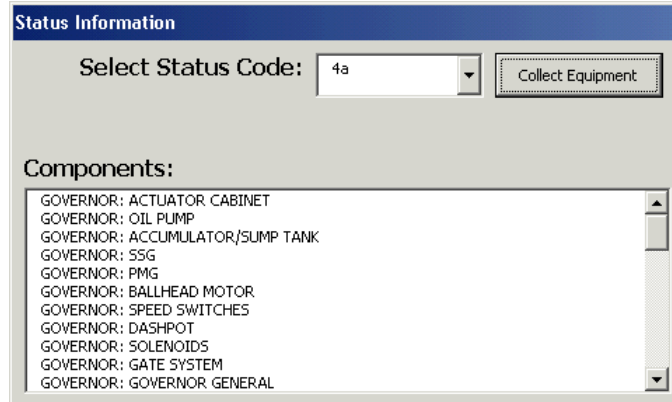 Status Information
Select Status Code: 4a Collect Equipment
Components:
GOVERNOR: ACTUATOR CABINET
GOVERNOR: OIL PUMP
GOVERNOR: ACCUMULATOR/SUMP TANK
GOVERNOR: SSG
GOVERNOR: PMG
GOVERNOR: BALLHEAD MOTOR
GOVERNOR: SPEED SWITCHES
GOVERNOR: DASHPOT
GOVERNOR: SOLENOIDS
GOVERNOR: GATE SYSTEM
GOVERNOR: GOVERNOR GENERAL